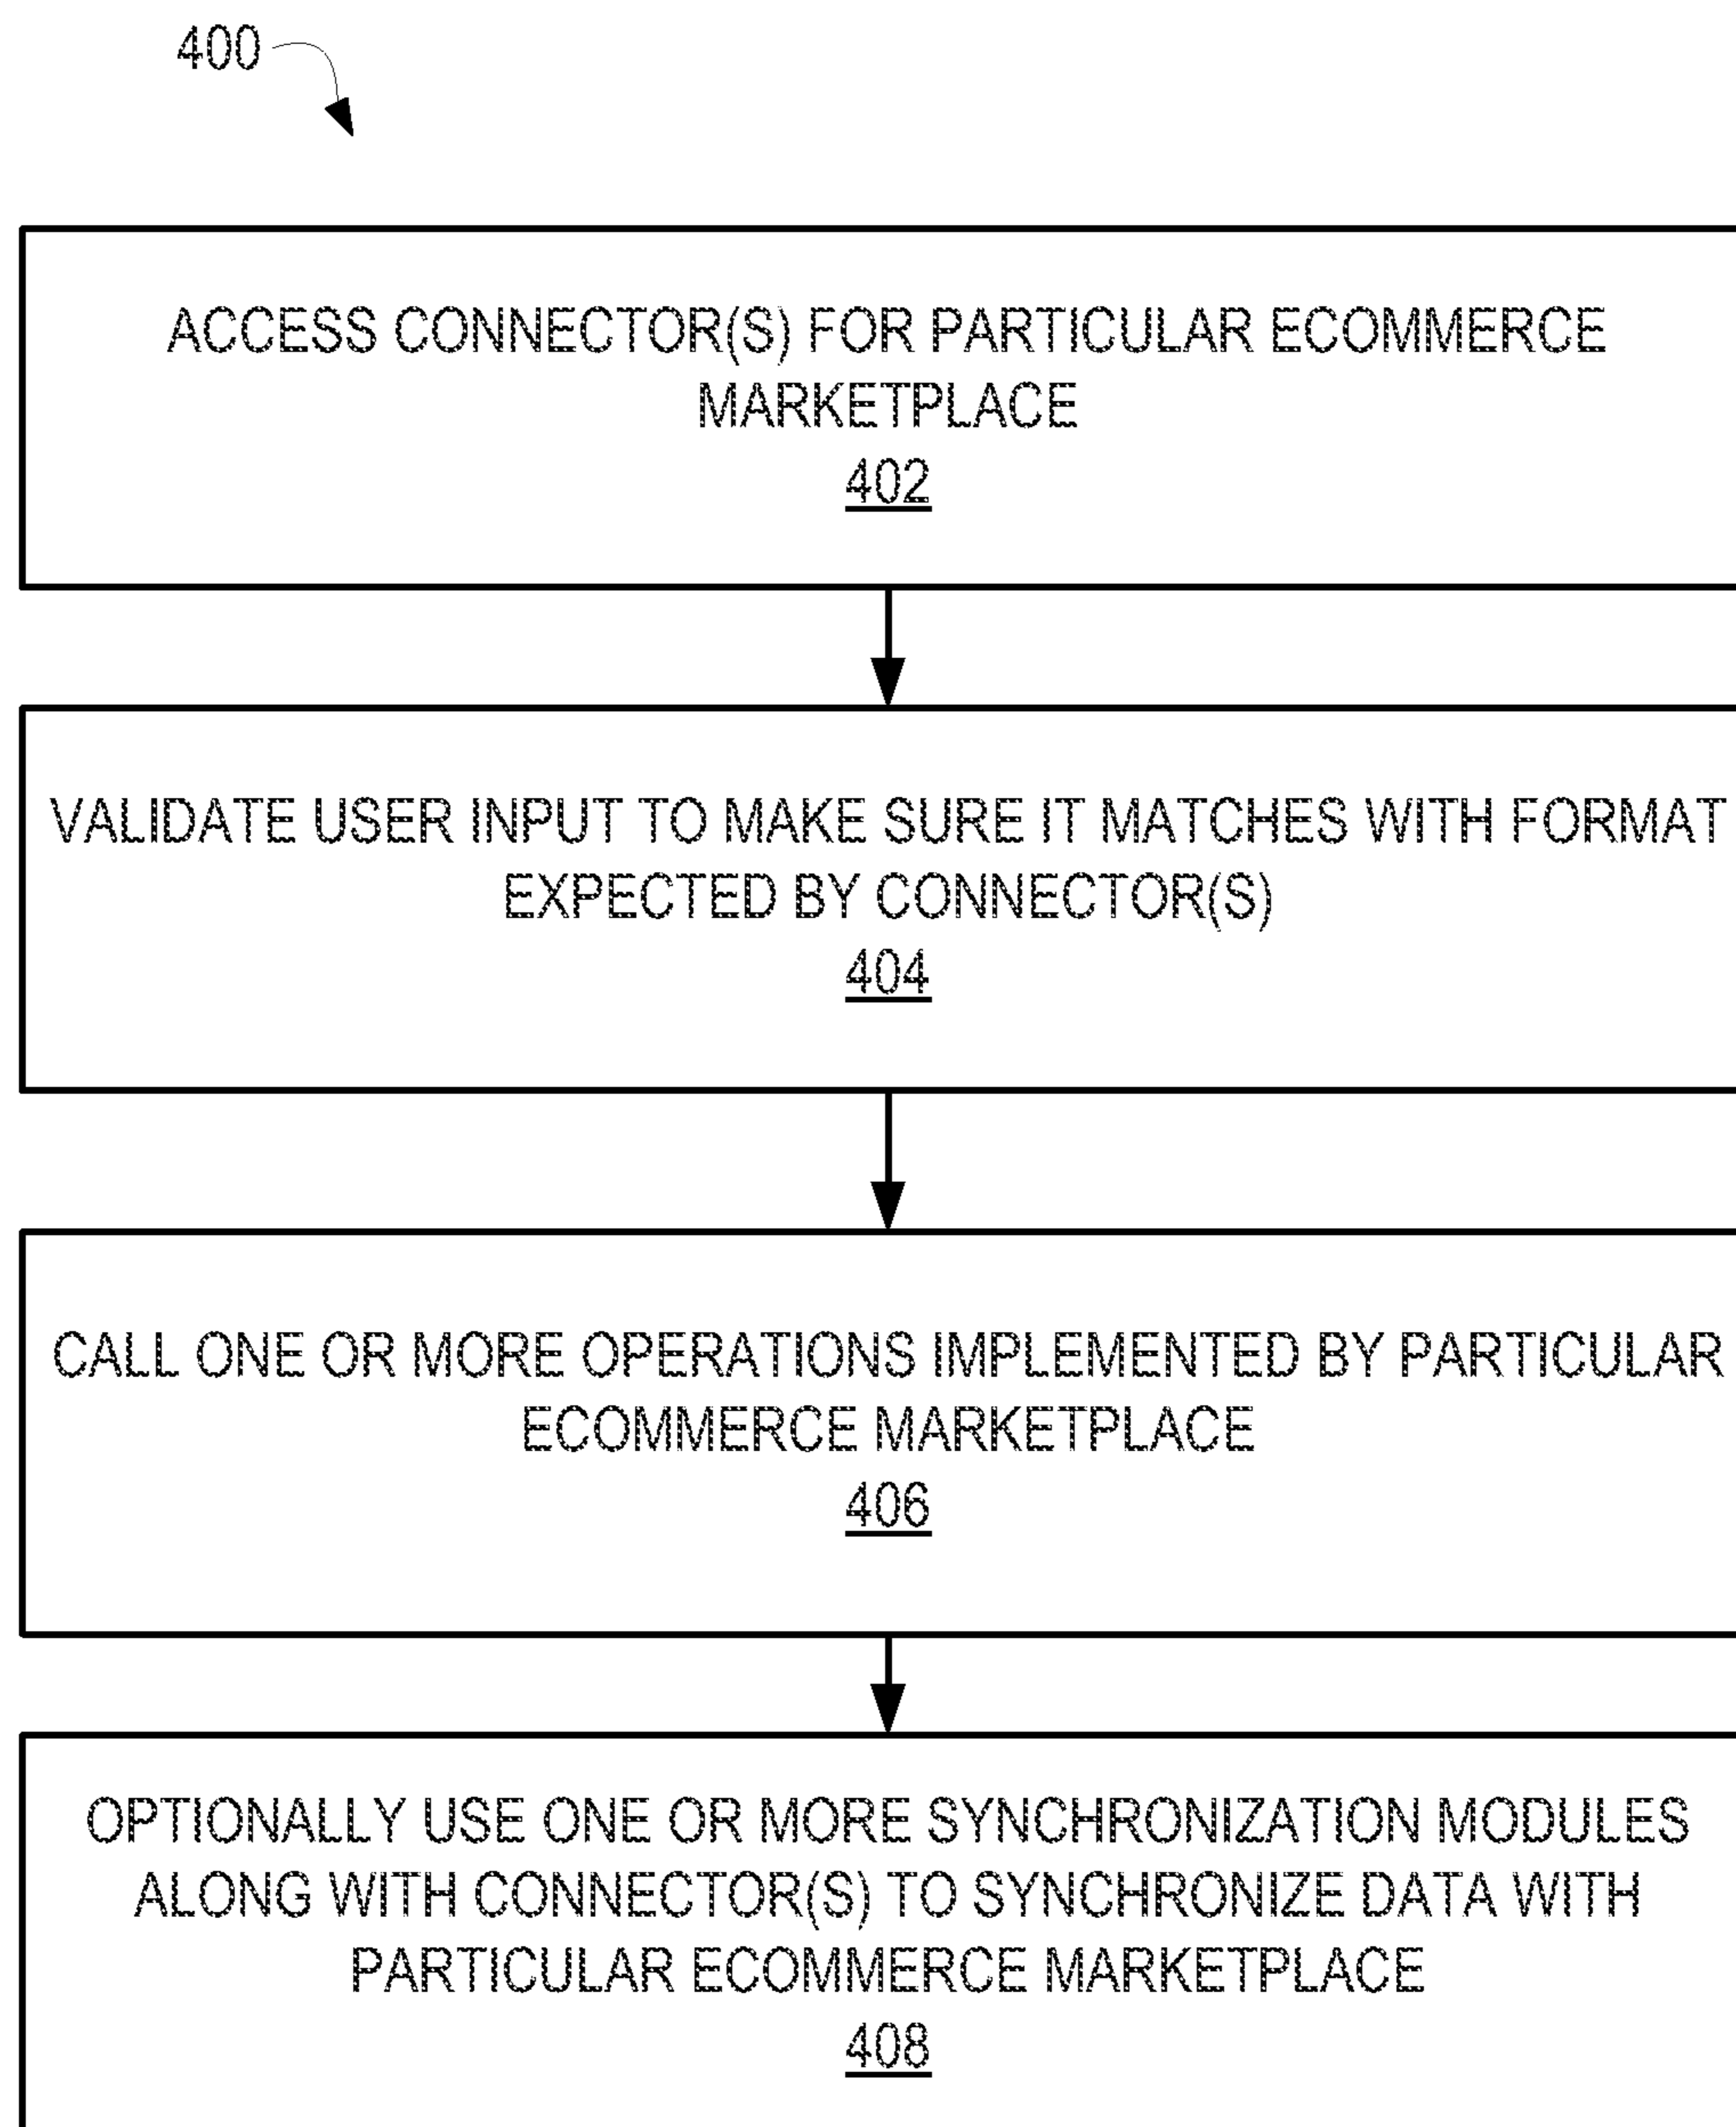 400
ACCESS CONNECTOR(S) FOR PARTICULAR ECOMMERCE
MARKETPLACE
402
VALIDATE USER INPUT TO MAKE SURE IT MATCHES WITH FORMAT
EXPECTED BY CONNECTOR(S)
404
CALL ONE OR MORE OPERATIONS IMPLEMENTED BY PARTICULAR
ECOMMERCE MARKETPLACE
406
OPTIONALLY USE ONE OR MORE SYNCHRONIZATION MODULES
ALONG WITH CONNECTOR(S) TO SYNCHRONIZE DATA WITH
PARTICULAR ECOMMERCE MARKETPLACE
408